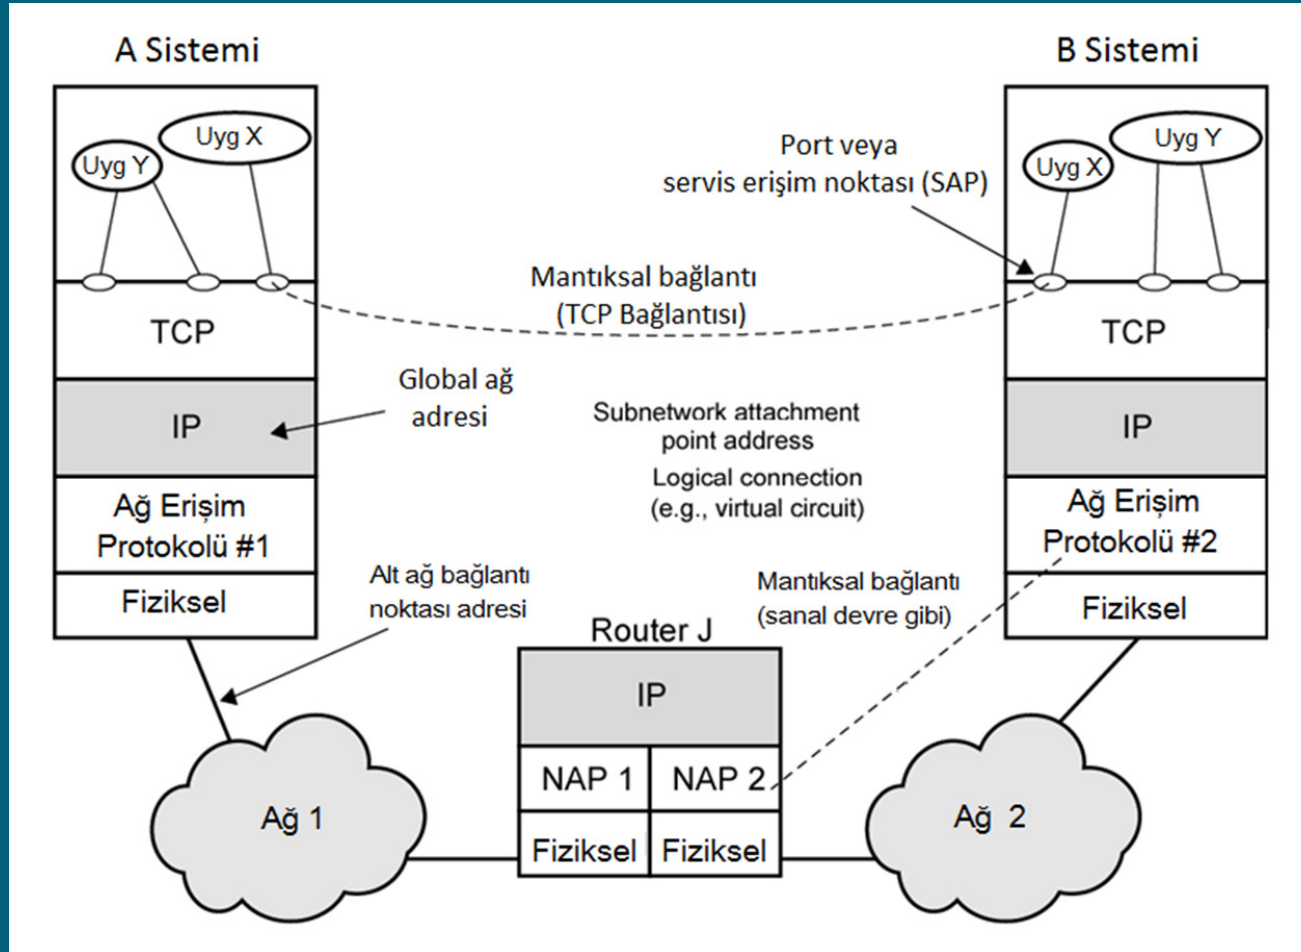 A Sistemi
B Sistemi
Uyg X
Uyg Y
Uyg Y
Uyg X
Port veya
servis erişim noktası (SAP)
Mantıksal bağlantı
(TCP Bağlantısı)
TCP
TCP
Global ağ
adresi
IP
IP
Subnetwork attachment
point address
Logical connection
(e.g., virtual circuit)
Ağ Erişim
Protokolü #1
Ağ Erişim
Protokolü #2
Fiziksel
Fiziksel
Alt ağ bağlantı
noktası adresi
Mantıksal bağlantı
(sanal devre gibi)
Router J
IP
NAP 1
NAP 2
Fiziksel
Fiziksel
Ağ 1
Ağ 2